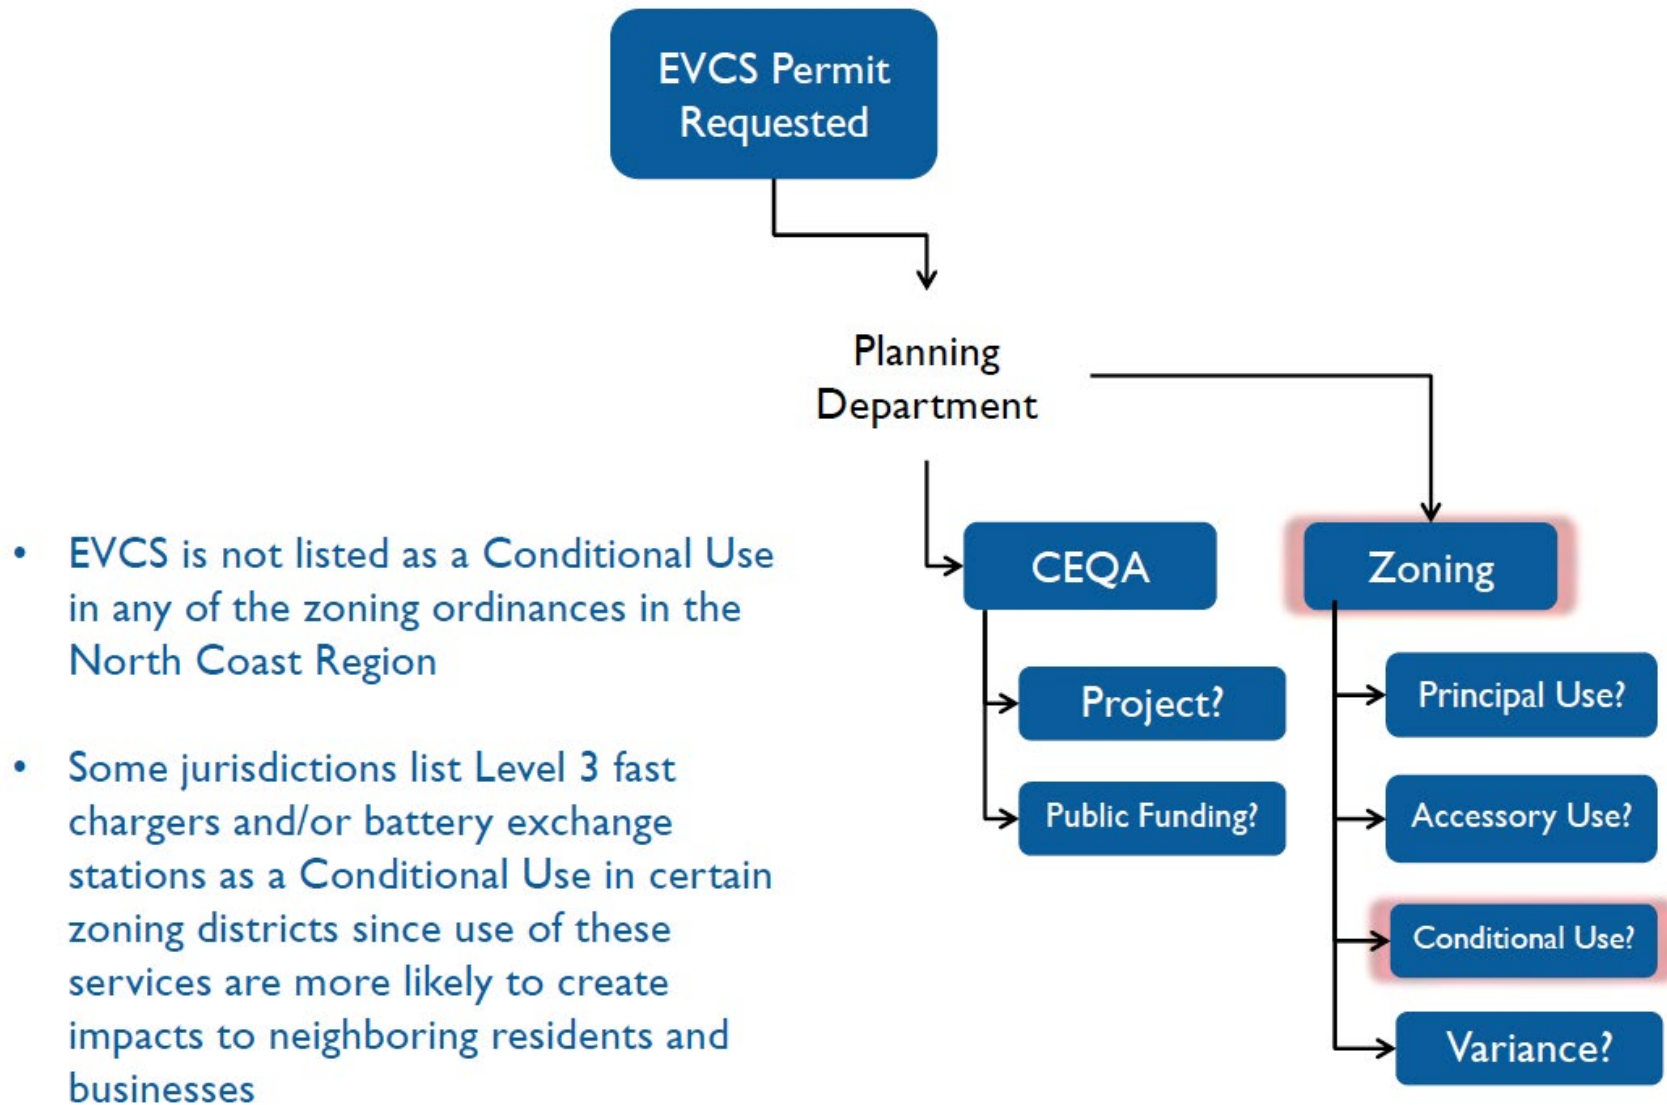 EVCS Permit
Requested
Planning
Department
CEQA
Project?
Public Funding?
Zoning
Principal Use?
Accessory Use?
Conditional Use?
Variance?
• EVCS is not listed as a Conditional Use
in any of the zoning ordinances in the
North Coast Region
• Some jurisdictions list Level 3 fast
chargers and/or battery exchange
stations as a Conditional Use in certain
zoning districts since use of these
services are more likely to create
impacts to neighboring residents and
businesses